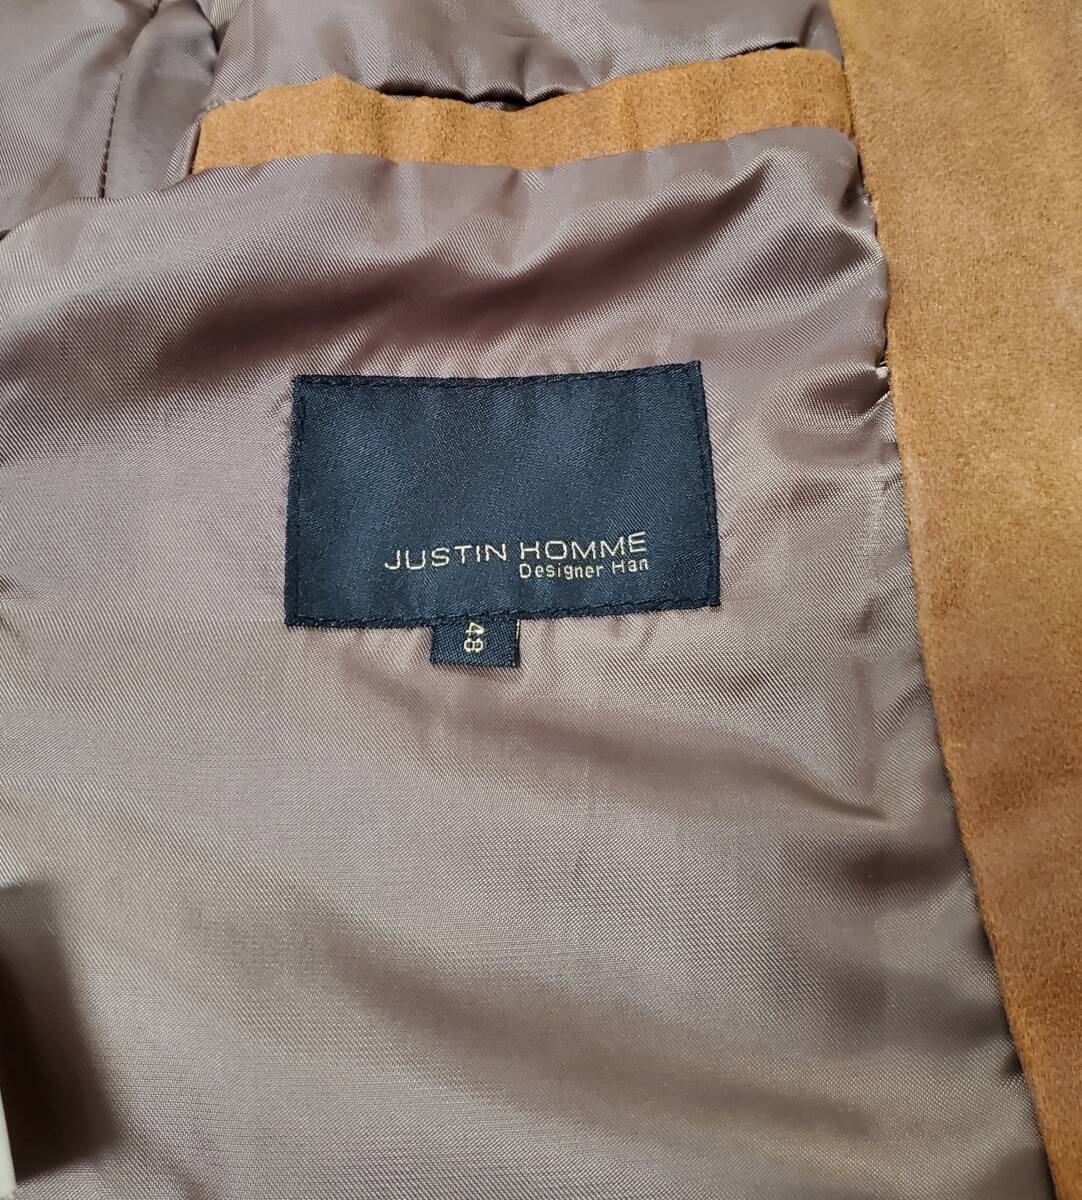 JUSTIN HOMME
Designer Han
48